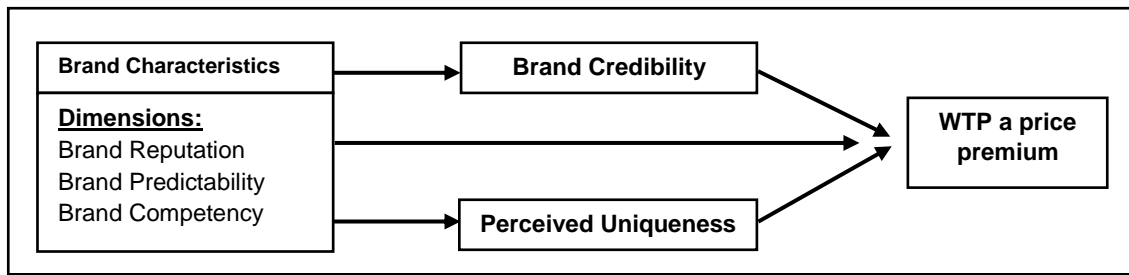 Brand Characteristics
Dimensions:
Brand Reputation
Brand Predictability
Brand Competency
Brand Credibility
Perceived Uniqueness
WTP a price
premium